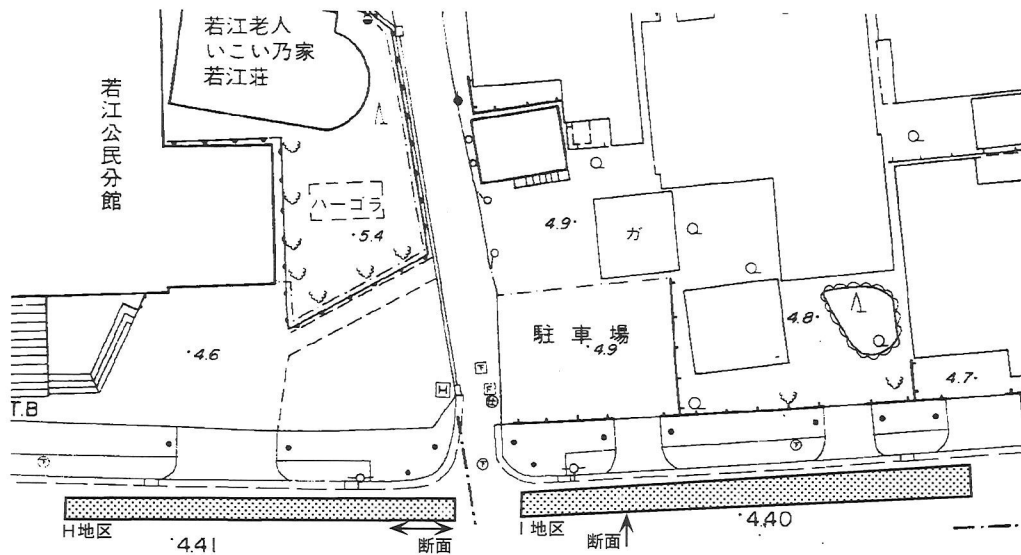 若江老人
いこい乃家
若江荘
若江公民分館
ハーゴラ
5.4
4.9
ガ
駐車場
4.9
4.8
4.7
4.6
T.B
H
H地区
断面
4.41
I地区
断面
4.40